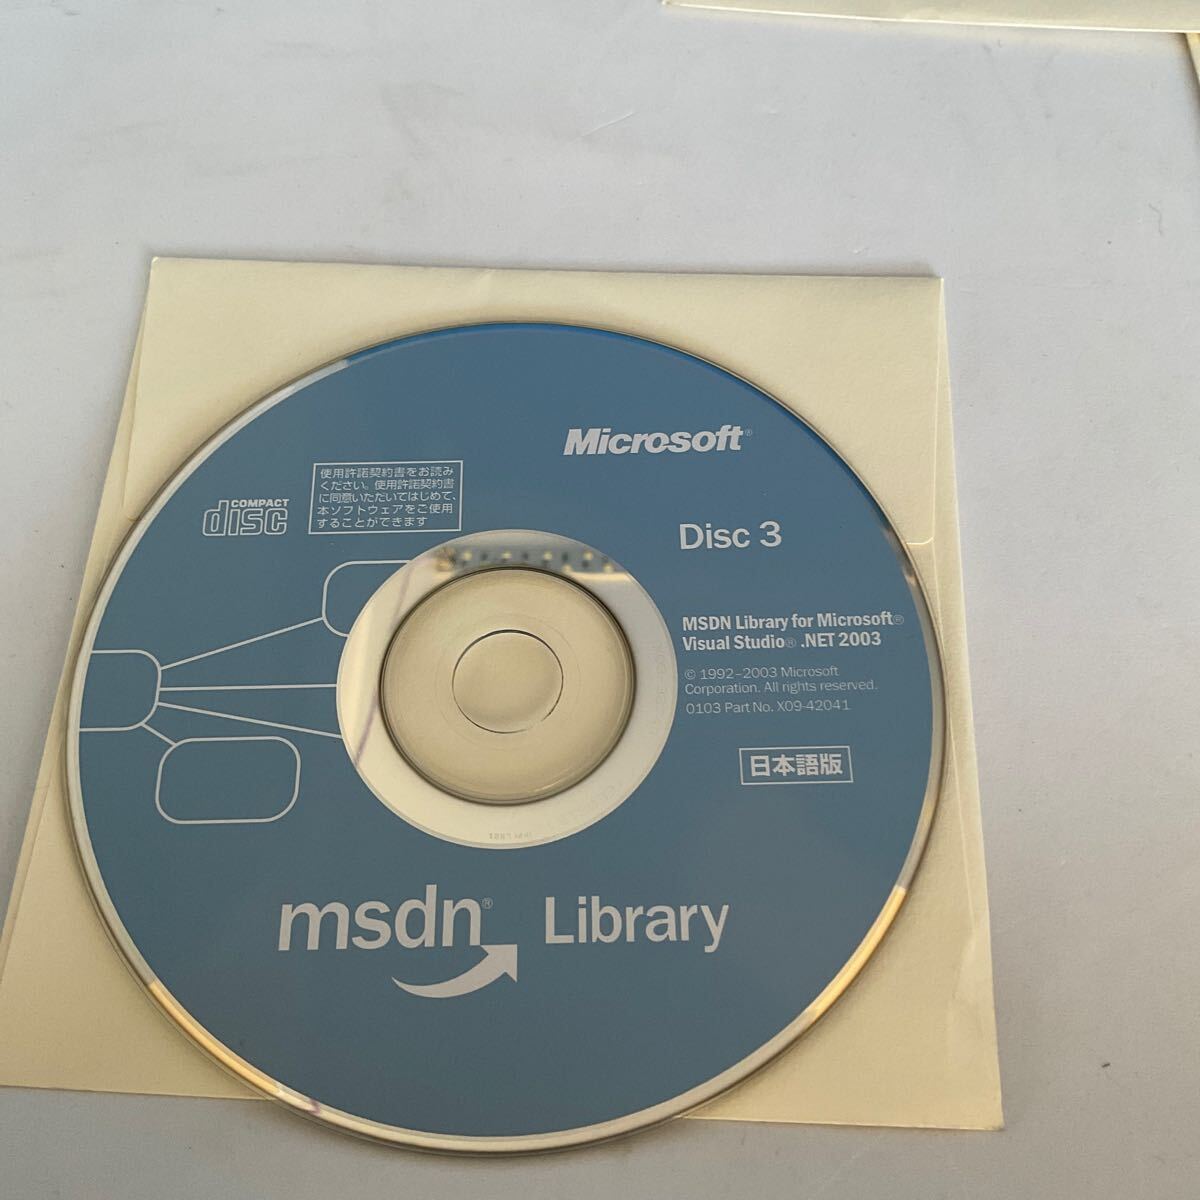 Microsoft®
COMPACT
disc
使用許諾契約書をお読み
ください。使用許諾契約書
に同意いただいてはじめて、
本ソフトウェアをご使用
することができます
Disc 3
MSDN Library for Microsoft®
Visual Studio® .NET 2003
© 1992–2003 Microsoft
Corporation. All rights reserved.
0103 Part No. X09-42041
日本語版
msdn® Library